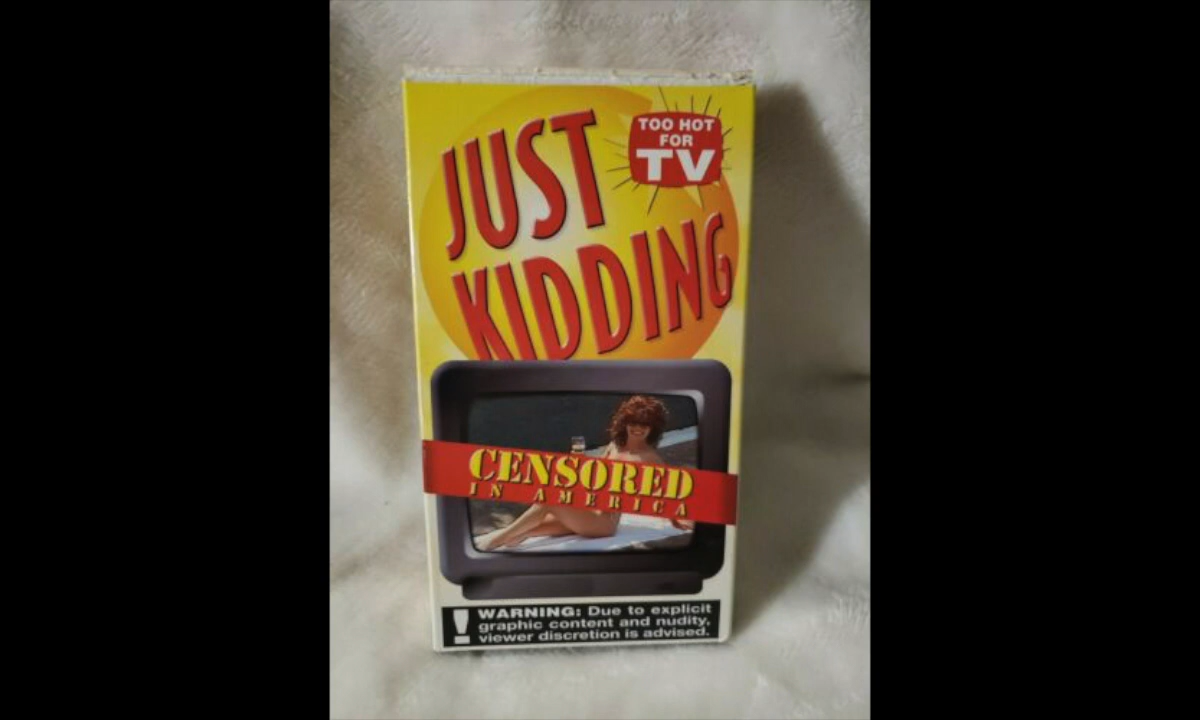 TOO HOT
FOR
TV
JUST
KIDDING
CENSORED
IN AMERICA
! WARNING: Due to explicit
graphic content and nudity,
viewer discretion is advised.